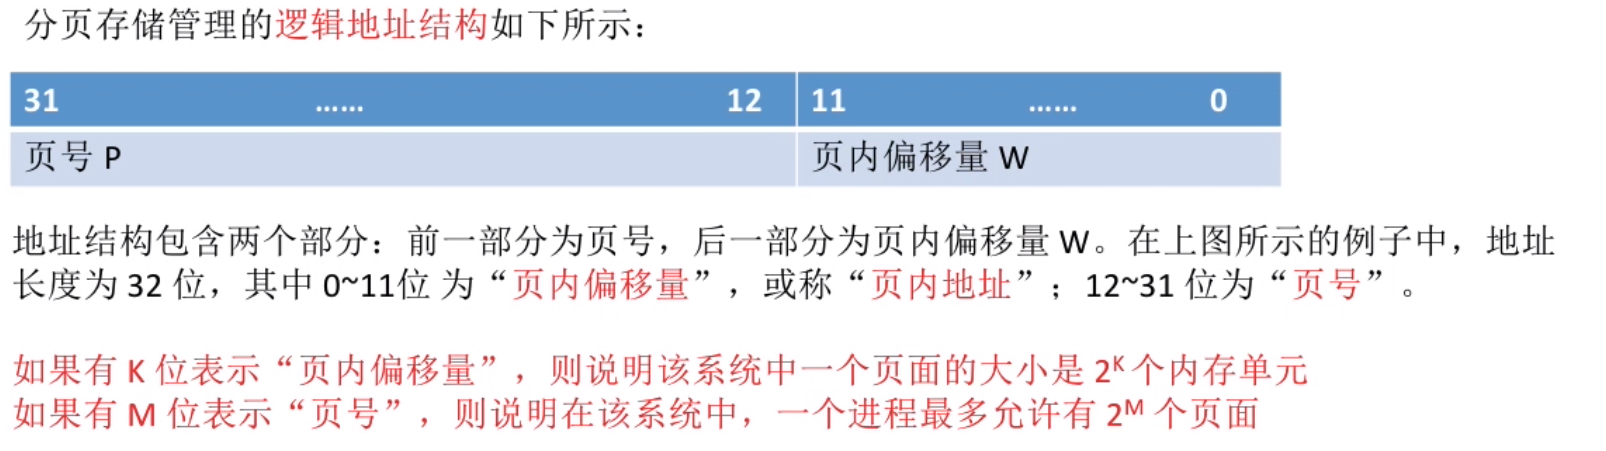 分页存储管理的逻辑地址结构如下所示：
31 …… 12 11 …… 0
页号 P 页内偏移量 W
地址结构包含两个部分：前一部分为页号，后一部分为页内偏移量 W。在上图所示的例子中，地址
长度为 32 位，其中 0~11位 为“页内偏移量”，或称“页内地址”；12~31 位为“页号”。
如果有 K 位表示“页内偏移量”，则说明该系统中一个页面的大小是 2ᴷ 个内存单元
如果有 M 位表示“页号”，则说明在该系统中，一个进程最多允许有 2ᴹ 个页面